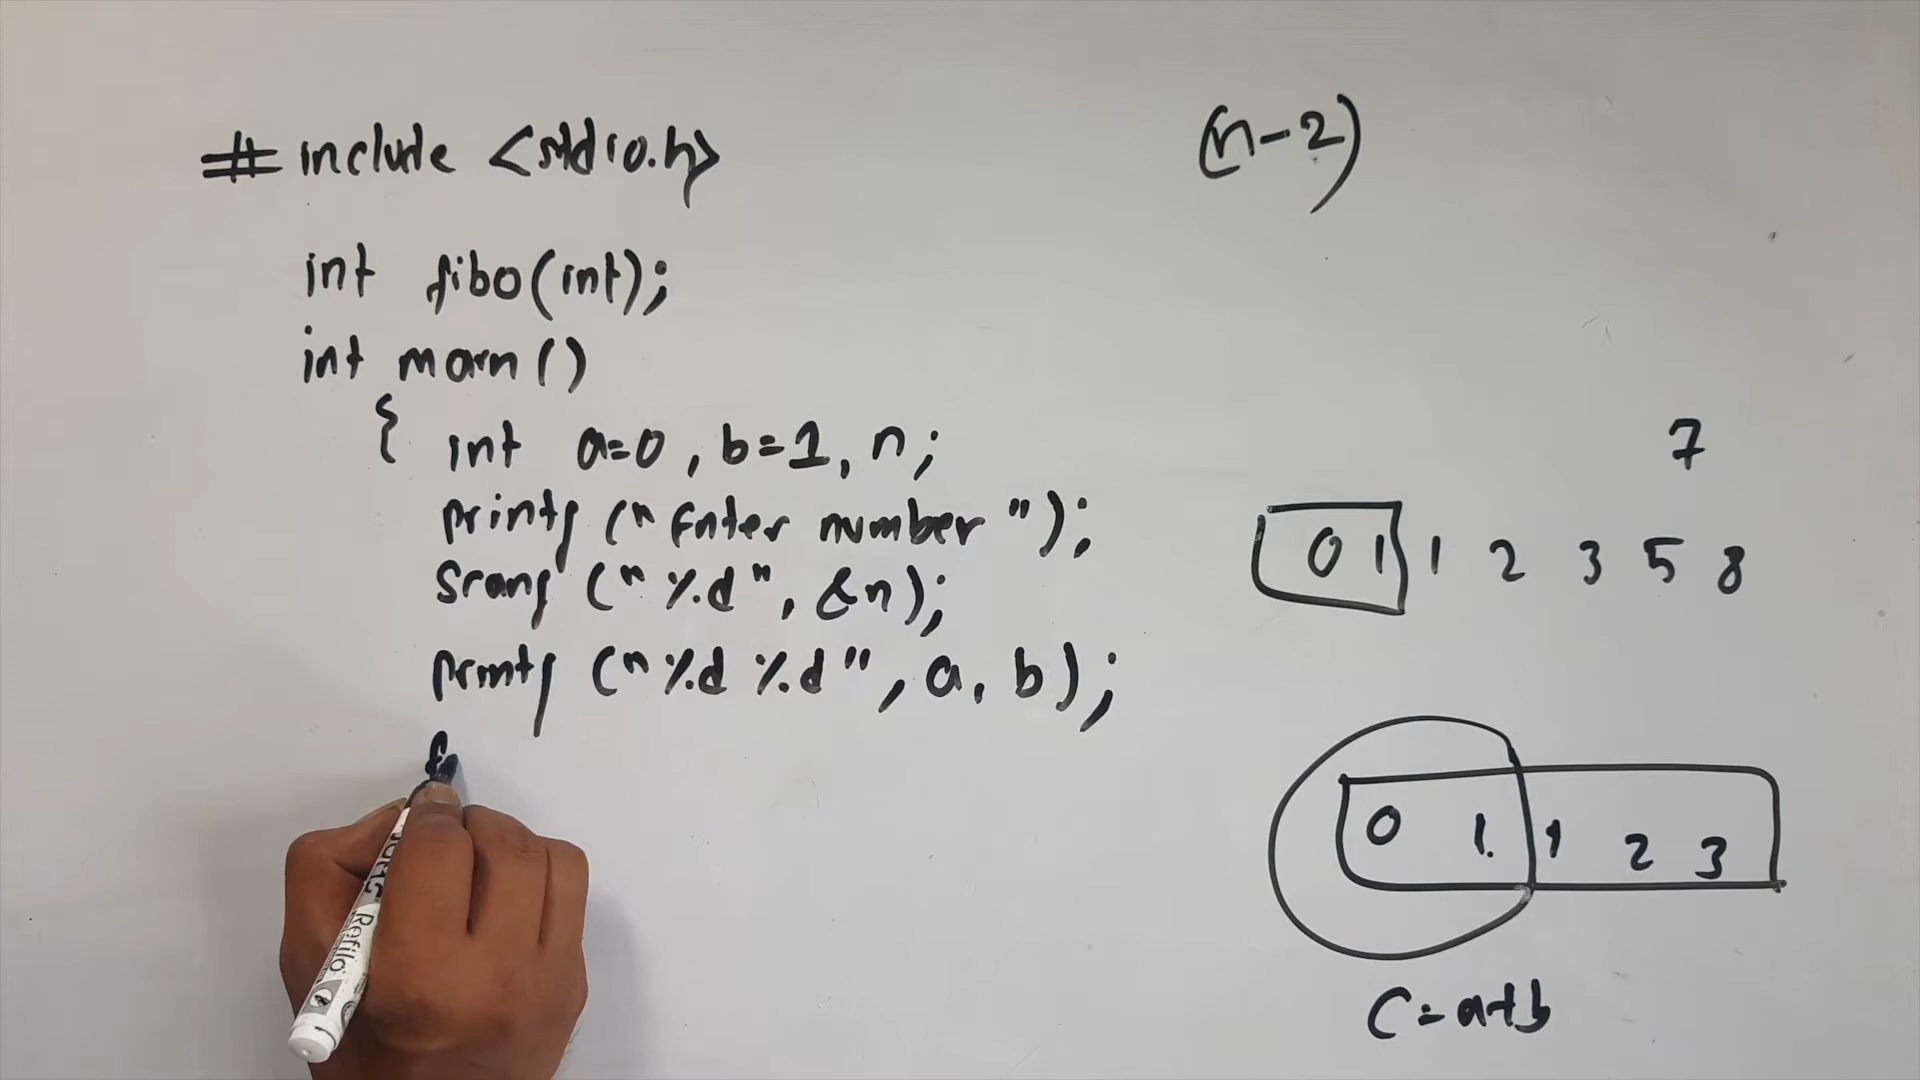 # include <stdio.h>
int fibo(int);
int main()
{ int a=0, b=1, n;
printf ("Enter number");
Scanf ("%d", &n);
printf ("%d %d", a, b);
f
(n-2)
7
0 1 1 2 3 5 8
0 1 1 2 3
C=a+b
Refilo